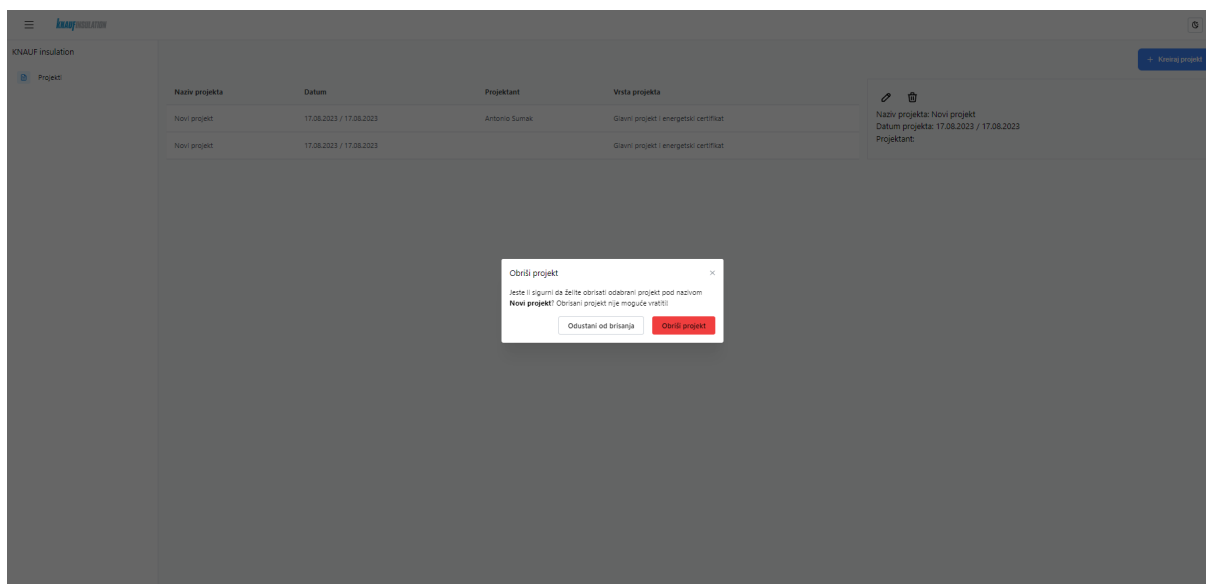 KNAUFINSULATION
KNAUF insulation
Projekti
+ Kreiraj projekt
Naziv projekta Datum Projektant Vrsta projekta
Novi projekt 17.08.2023 / 17.08.2023 Antonio Sumak Glavni projekt i energetski certifikat
Novi projekt 17.08.2023 / 17.08.2023 Glavni projekt i energetski certifikat
Naziv projekta: Novi projekt
Datum projekta: 17.08.2023 / 17.08.2023
Projektant:
Obriši projekt
Jeste li sigurni da želite obrisati odabrani projekt pod nazivom
Novi projekt? Obrisani projekt nije moguće vratiti!
Odustani od brisanja Obriši projekt